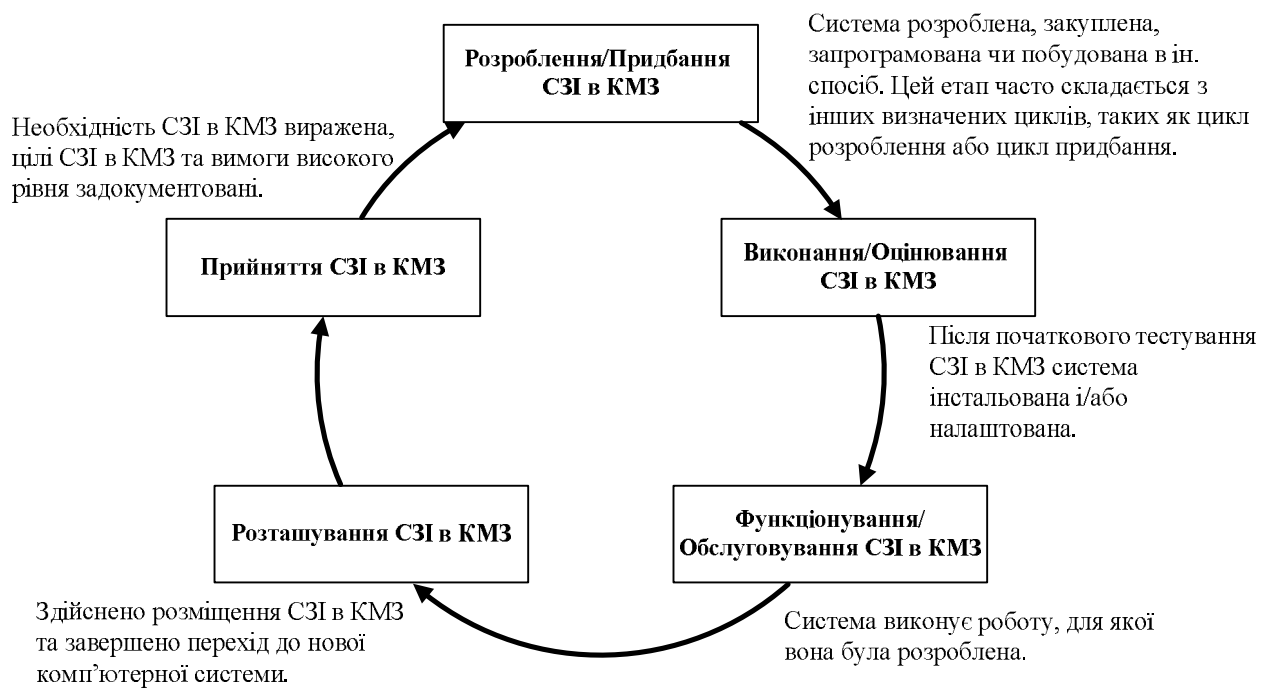 Розроблення/Придбання
СЗІ в КМЗ
Система розроблена, закуплена,
запрограмована чи побудована в ін.
спосіб. Цей етап часто складається з
інших визначених циклів, таких як цикл
розроблення або цикл придбання.
Необхідність СЗІ в КМЗ виражена,
цілі СЗІ в КМЗ та вимоги високого
рівня задокументовані.
Прийняття СЗІ в КМЗ
Виконання/Оцінювання
СЗІ в КМЗ
Після початкового тестування
СЗІ в КМЗ система
інстальована і/або
налаштована.
Розташування СЗІ в КМЗ
Функціонування/
Обслуговування СЗІ в КМЗ
Здійснено розміщення СЗІ в КМЗ
та завершено перехід до нової
комп’ютерної системи.
Система виконує роботу, для якої
вона була розроблена.